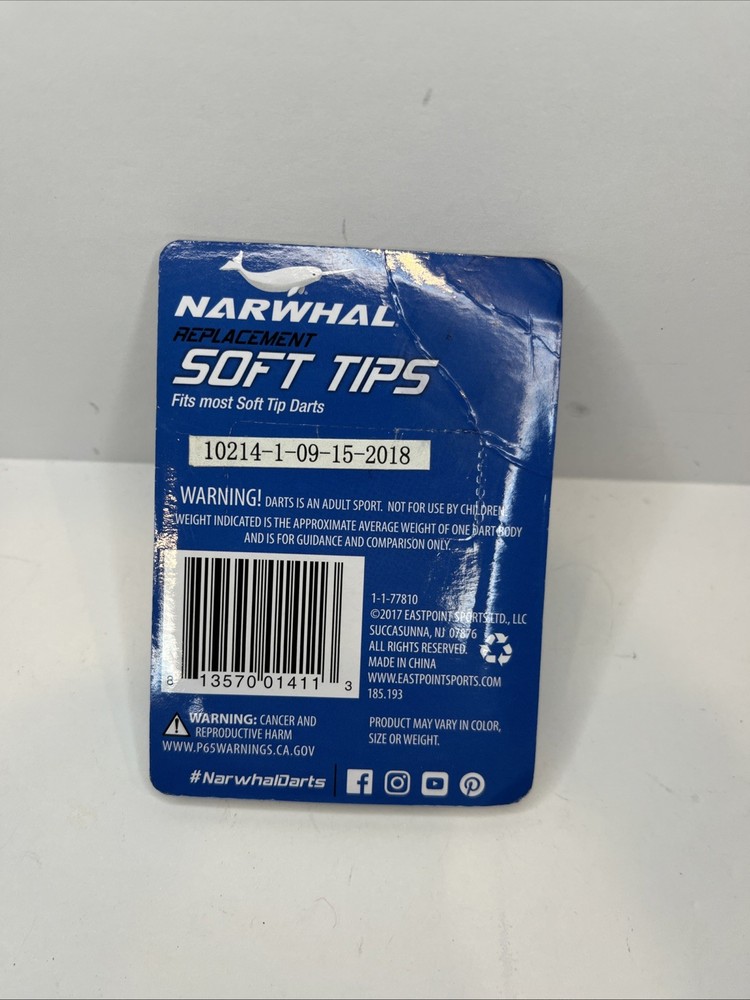 NARWHAL
REPLACEMENT
SOFT TIPS
Fits most Soft Tip Darts
10214-1-09-15-2018
WARNING! DARTS IS AN ADULT SPORT. NOT FOR USE BY CHILDREN
WEIGHT INDICATED IS THE APPROXIMATE AVERAGE WEIGHT OF ONE DART BODY
AND IS FOR GUIDANCE AND COMPARISON ONLY.
1-1-77810
©2017 EASTPOINT SPORTS LTD., LLC
SUCCASUNNA, NJ 07876
ALL RIGHTS RESERVED.
MADE IN CHINA
WWW.EASTPOINTSPORTS.COM
185.193
8 13570 01411 3
WARNING: CANCER AND
REPRODUCTIVE HARM
WWW.P65WARNINGS.CA.GOV
PRODUCT MAY VARY IN COLOR,
SIZE OR WEIGHT.
#NarwhalDarts